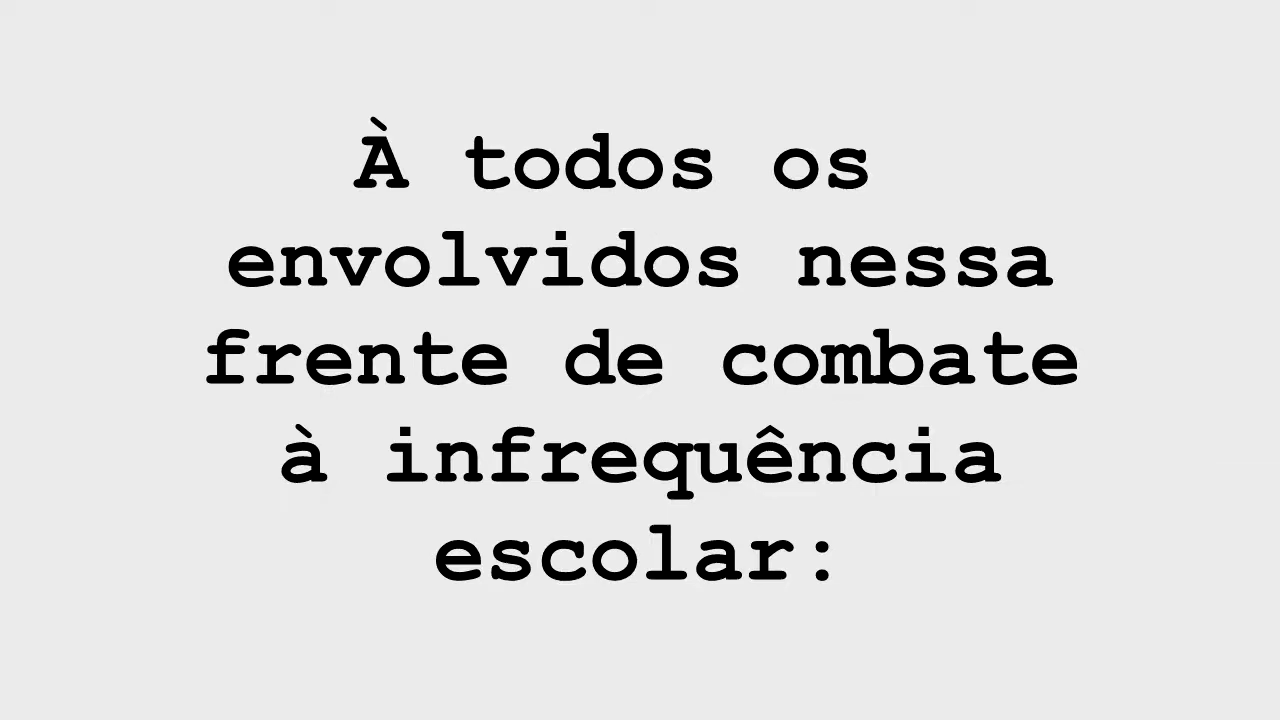 À todos os
envolvidos nessa
frente de combate
à infrequência
escolar: